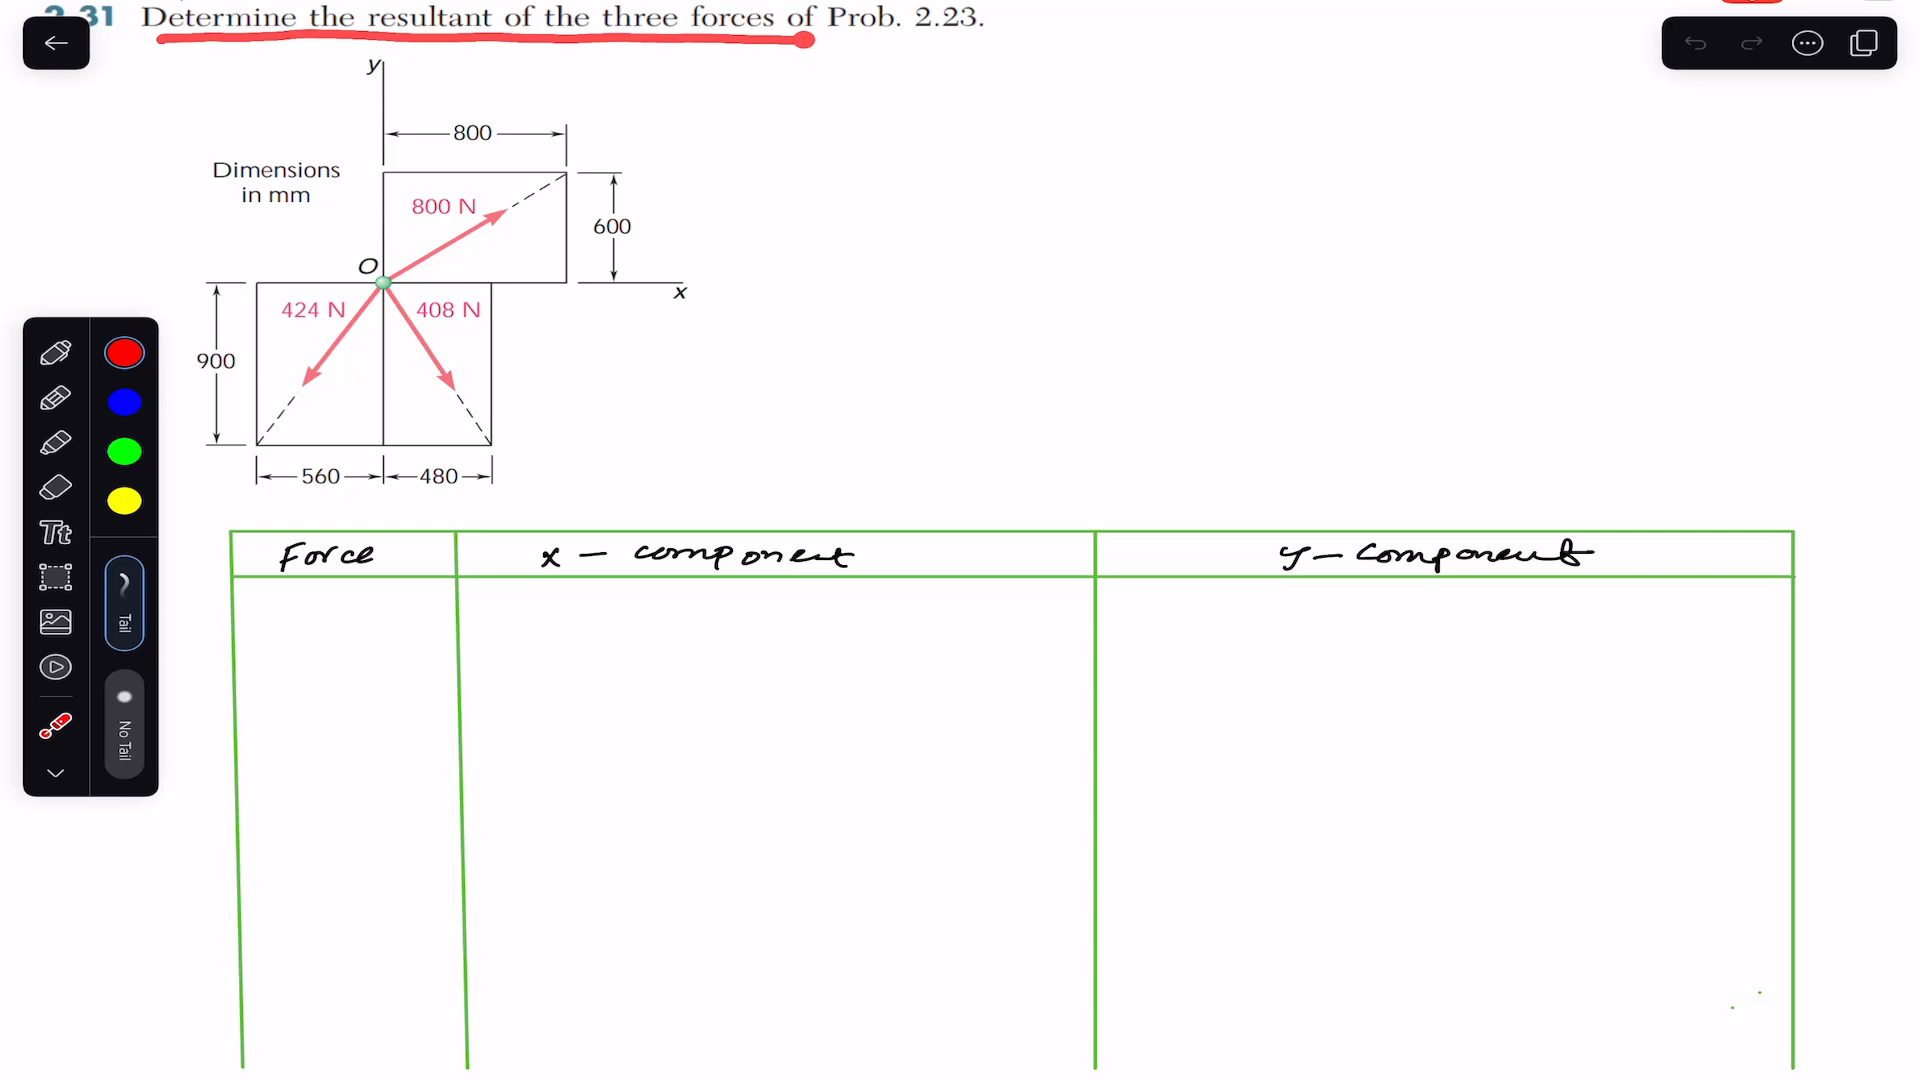 2.31 Determine the resultant of the three forces of Prob. 2.23.
y
800
Dimensions
in mm
800 N
600
O
x
424 N
408 N
900
560
480
Tt
Tail
No Tail
Force
x - component
y - component